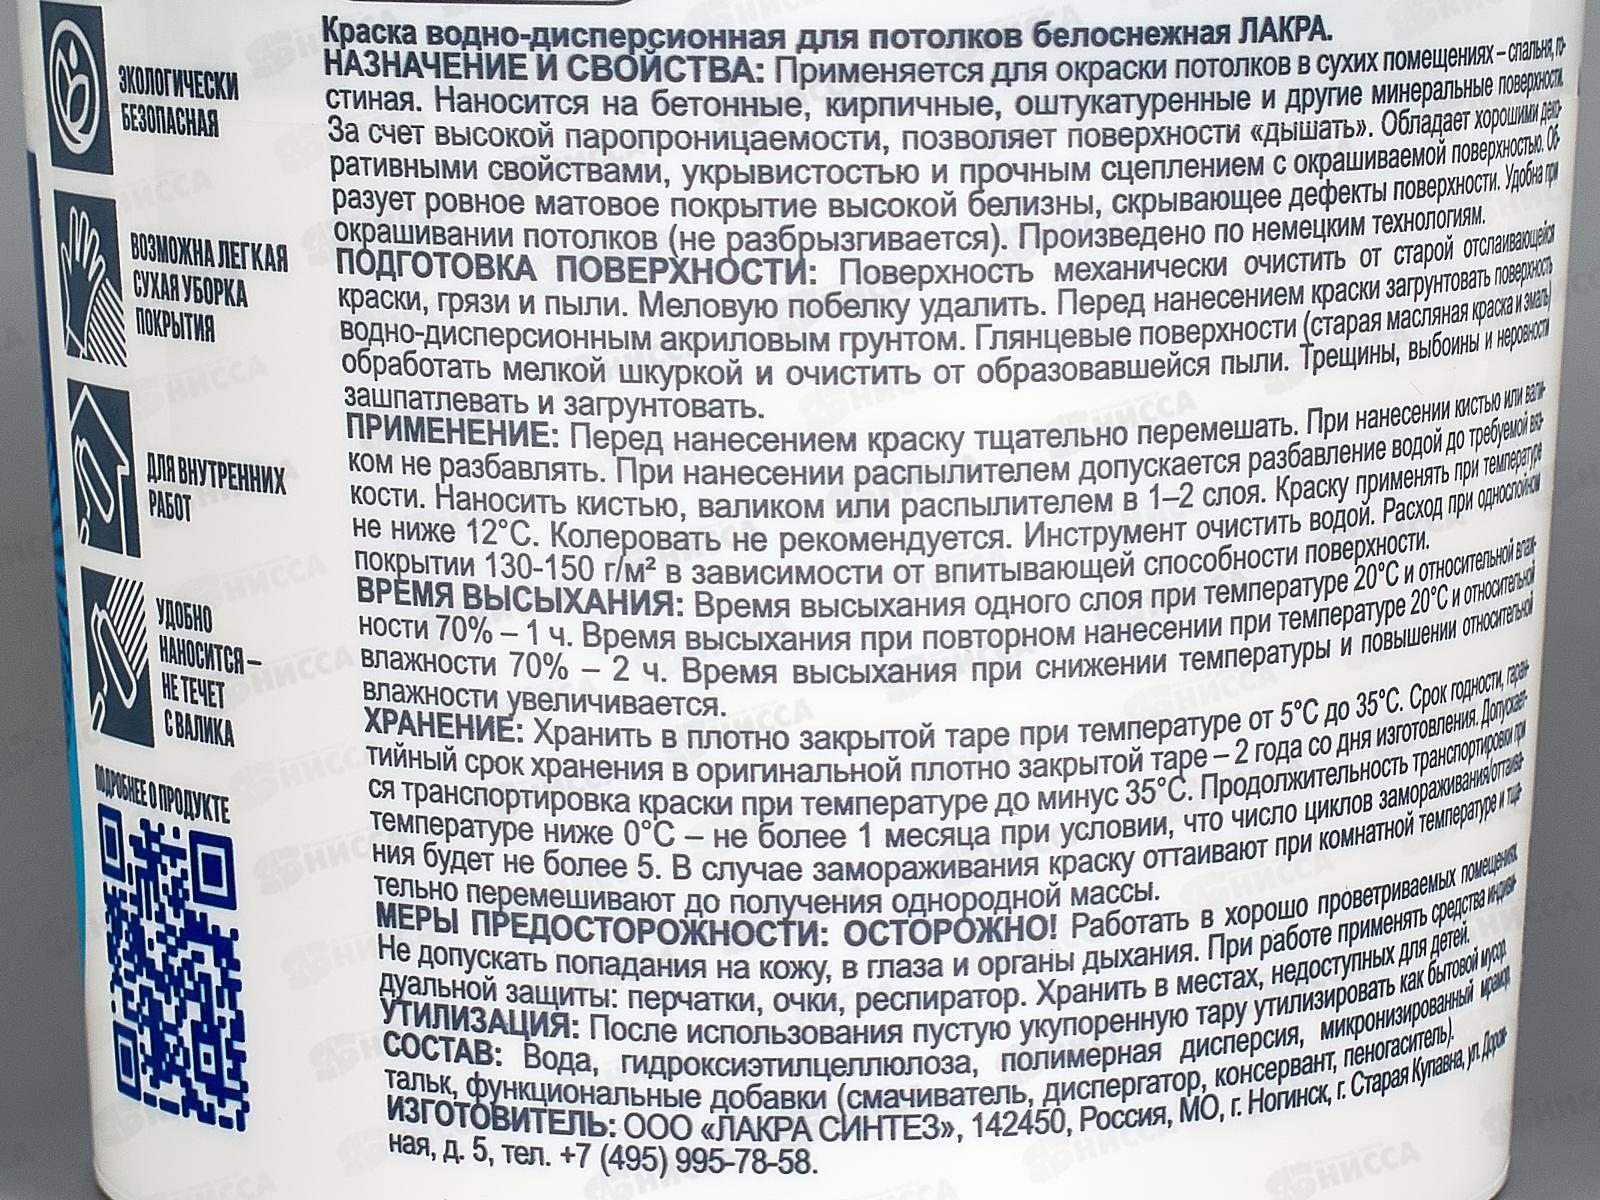 ЭКОЛОГИЧЕСКИ
БЕЗОПАСНАЯ
ВОЗМОЖНА ЛЕГКАЯ
СУХАЯ УБОРКА
ПОКРЫТИЯ
ДЛЯ ВНУТРЕННИХ
РАБОТ
УДОБНО
НАНОСИТСЯ –
НЕ ТЕЧЕТ
С ВАЛИКА
ПОДРОБНЕЕ О ПРОДУКТЕ
Краска водно-дисперсионная для потолков белоснежная ЛАКРА.
НАЗНАЧЕНИЕ И СВОЙСТВА: Применяется для окраски потолков в сухих помещениях – спальня, го-
стиная. Наносится на бетонные, кирпичные, оштукатуренные и другие минеральные поверхности.
За счет высокой паропроницаемости, позволяет поверхности «дышать». Обладает хорошими деко-
ративными свойствами, укрывистостью и прочным сцеплением с окрашиваемой поверхностью. Об-
разует ровное матовое покрытие высокой белизны, скрывающее дефекты поверхности. Удобна при
окрашивании потолков (не разбрызгивается). Произведено по немецким технологиям.
ПОДГОТОВКА ПОВЕРХНОСТИ: Поверхность механически очистить от старой отслаивающейся
краски, грязи и пыли. Меловую побелку удалить. Перед нанесением краски загрунтовать поверхность
водно-дисперсионным акриловым грунтом. Глянцевые поверхности (старая масляная краска и эмаль)
обработать мелкой шкуркой и очистить от образовавшейся пыли. Трещины, выбоины и неровности
зашпатлевать и загрунтовать.
ПРИМЕНЕНИЕ: Перед нанесением краску тщательно перемешать. При нанесении кистью или вали-
ком не разбавлять. При нанесении распылителем допускается разбавление водой до требуемой вяз-
кости. Наносить кистью, валиком или распылителем в 1–2 слоя. Краску применять при температуре
не ниже 12°С. Колеровать не рекомендуется. Инструмент очистить водой. Расход при однослойном
покрытии 130-150 г/м² в зависимости от впитывающей способности поверхности.
ВРЕМЯ ВЫСЫХАНИЯ: Время высыхания одного слоя при температуре 20°С и относительной влаж-
ности 70% – 1 ч. Время высыхания при повторном нанесении при температуре 20°С и относительной
влажности 70% – 2 ч. Время высыхания при снижении температуры и повышении относительной
влажности увеличивается.
ХРАНЕНИЕ: Хранить в плотно закрытой таре при температуре от 5°С до 35°С. Срок годности, гаран-
тийный срок хранения в оригинальной плотно закрытой таре – 2 года со дня изготовления. Допускает-
ся транспортировка краски при температуре до минус 35°С. Продолжительность транспортировки при
температуре ниже 0°С – не более 1 месяца при условии, что число циклов замораживания/оттаива-
ния будет не более 5. В случае замораживания краску оттаивают при комнатной температуре и тща-
тельно перемешивают до получения однородной массы.
МЕРЫ ПРЕДОСТОРОЖНОСТИ: ОСТОРОЖНО! Работать в хорошо проветриваемых помещениях.
Не допускать попадания на кожу, в глаза и органы дыхания. При работе применять средства индиви-
дуальной защиты: перчатки, очки, респиратор. Хранить в местах, недоступных для детей.
УТИЛИЗАЦИЯ: После использования пустую укупоренную тару утилизировать как бытовой мусор.
СОСТАВ: Вода, гидроксиэтилцеллюлоза, полимерная дисперсия, микронизированный мрамор,
тальк, функциональные добавки (смачиватель, диспергатор, консервант, пеногаситель).
ИЗГОТОВИТЕЛЬ: ООО «ЛАКРА СИНТЕЗ», 142450, Россия, МО, г. Ногинск, г. Старая Купавна, ул. Дорож-
ная, д. 5, тел. +7 (495) 995-78-58.